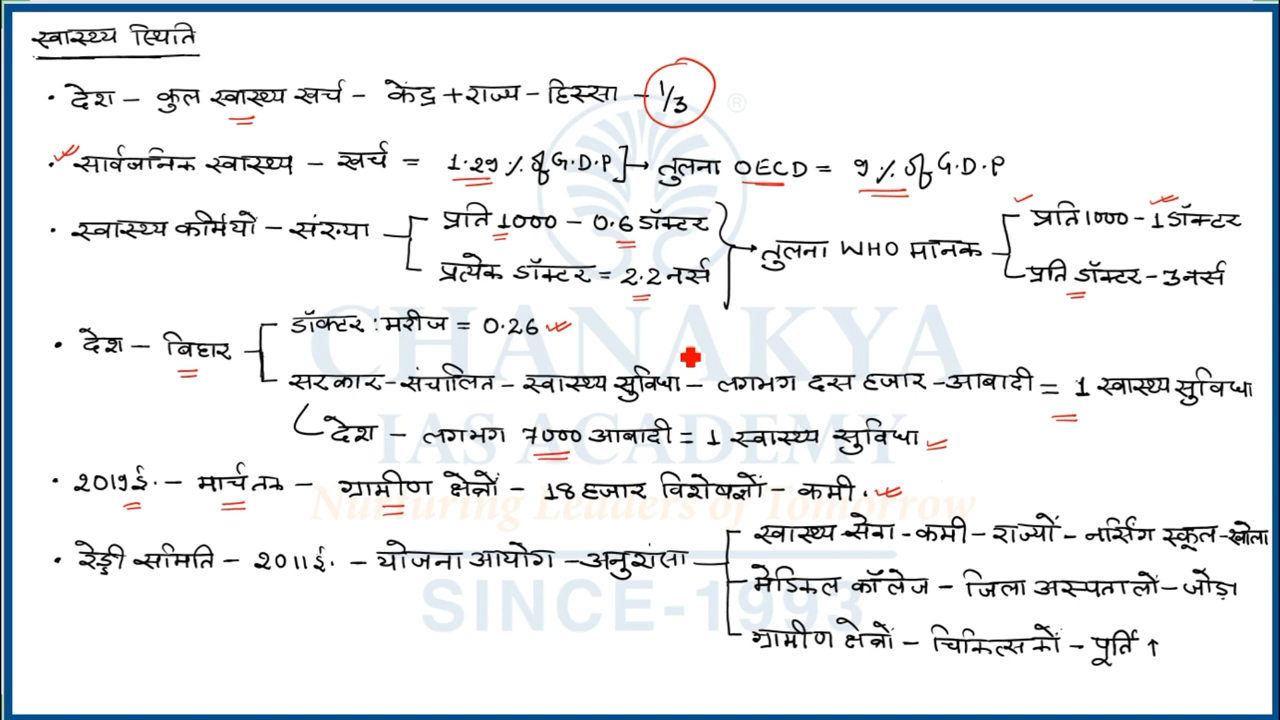 स्वास्थ्य स्थिति
• देश – कुल स्वास्थ्य खर्च – केंद्र + राज्य – हिस्सा – 1/3
• सार्वजनिक स्वास्थ्य – खर्च = 1.29 % of G.D.P] → तुलना OECD = 9 % of G.D.P
प्रति 1000 – 0.6 डॉक्टर
प्रति 1000 – 1 डॉक्टर
• स्वास्थ्य कर्मियों – संख्या
तुलना WHO मानक
प्रत्येक डॉक्टर = 2.2 नर्स
प्रति डॉक्टर – 3 नर्स
डॉक्टर : मरीज = 0.26
• देश – बिहार
सरकार – संचालित – स्वास्थ्य सुविधा – लगभग दस हजार – आबादी = 1 स्वास्थ्य सुविधा
देश – लगभग 7000 आबादी = 1 स्वास्थ्य सुविधा
• 2019 ई. – मार्च तक – ग्रामीण क्षेत्रों – 18 हजार विशेषज्ञों – कमी.
स्वास्थ्य सेवा – कमी – राज्यों – नर्सिंग स्कूल – खोला
• रेड्डी समिति – 2011 ई. – योजना आयोग – अनुशंसा
मेडिकल कॉलेज – जिला अस्पतालों – जोड़ा
ग्रामीण क्षेत्रों – चिकित्सकों – पूर्ति ↑
CHANAKYA
IAS ACADEMY
Nurturing Leaders of Tomorrow
SINCE-1993